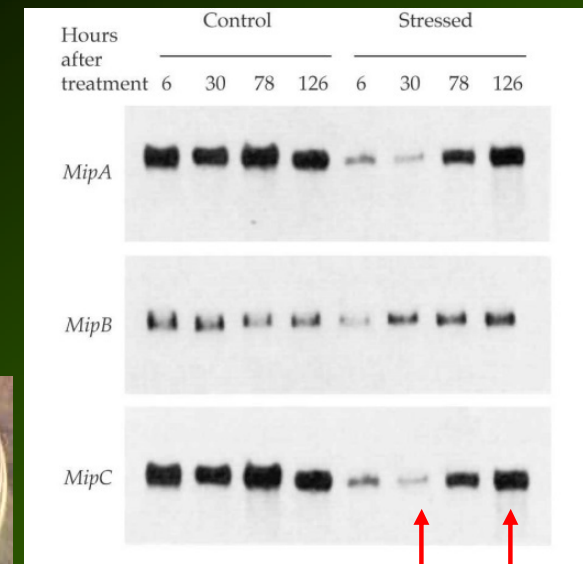 Control Stressed
Hours
after
treatment 6 30 78 126 6 30 78 126
MipA
MipB
MipC